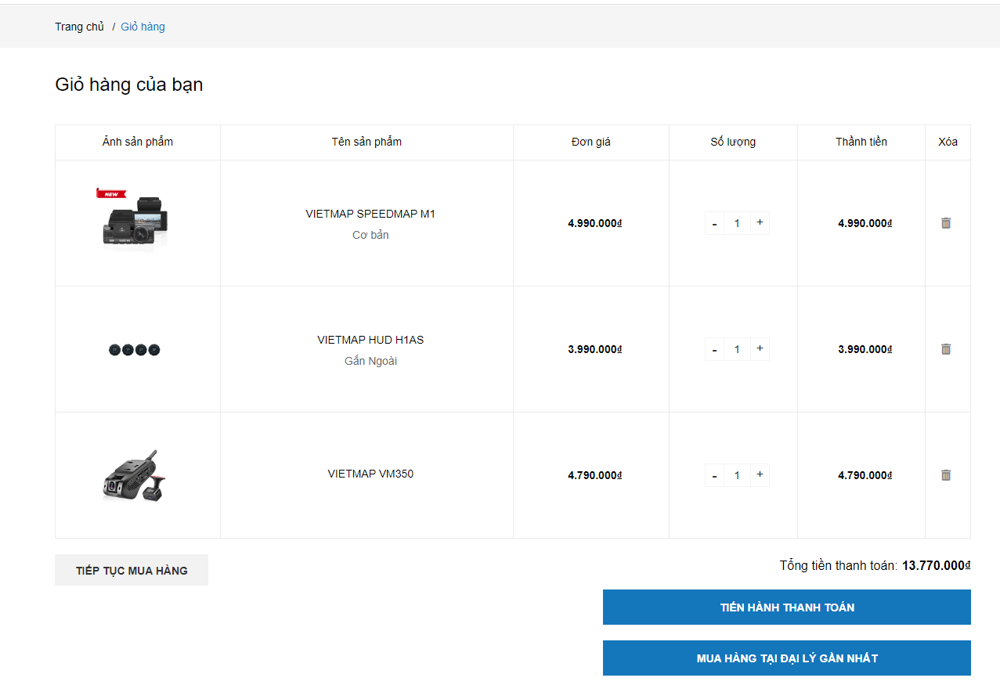 Trang chủ / Giỏ hàng
Giỏ hàng của bạn
Ảnh sản phẩm Tên sản phẩm Đơn giá Số lượng Thành tiền Xóa
NEW
VIETMAP SPEEDMAP M1
Cơ bản
4.990.000₫ - 1 + 4.990.000₫
VIETMAP HUD H1AS
Gắn Ngoài
3.990.000₫ - 1 + 3.990.000₫
VIETMAP VM350
4.790.000₫ - 1 + 4.790.000₫
TIẾP TỤC MUA HÀNG
Tổng tiền thanh toán: 13.770.000₫
TIẾN HÀNH THANH TOÁN
MUA HÀNG TẠI ĐẠI LÝ GẦN NHẤT